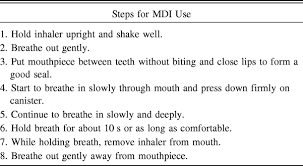 Steps for MDI Use
1. Hold inhaler upright and shake well.
2. Breathe out gently.
3. Put mouthpiece between teeth without biting and close lips to form a
good seal.
4. Start to breathe in slowly through mouth and press down firmly on
canister.
5. Continue to breathe in slowly and deeply.
6. Hold breath for about 10 s or as long as comfortable.
7. While holding breath, remove inhaler from mouth.
8. Breathe out gently away from mouthpiece.